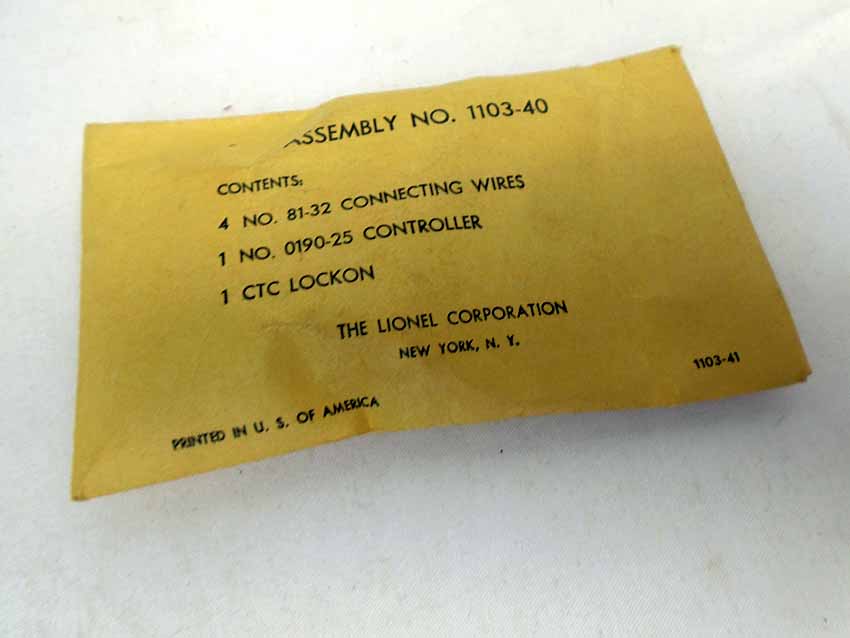 ASSEMBLY NO. 1103-40
CONTENTS:
4 NO. 81-32 CONNECTING WIRES
1 NO. 0190-25 CONTROLLER
1 CTC LOCKON
THE LIONEL CORPORATION
NEW YORK, N. Y.
1103-41
PRINTED IN U. S. OF AMERICA